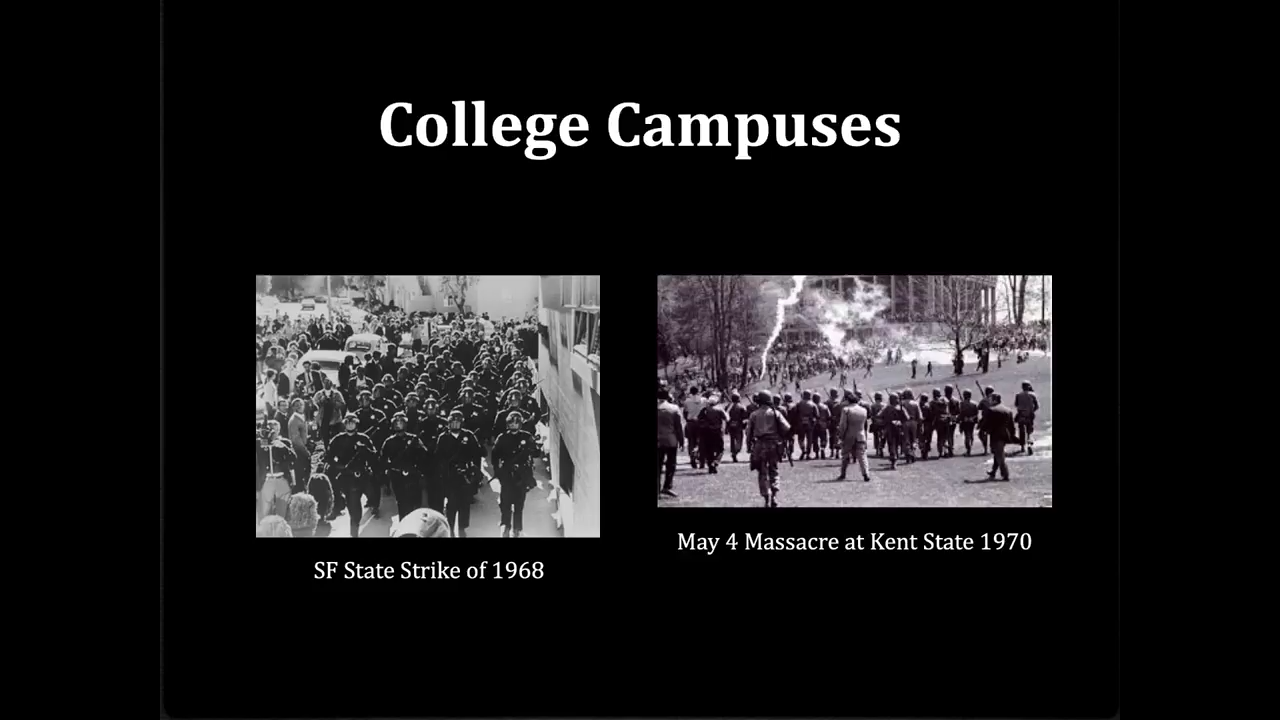 College Campuses
SF State Strike of 1968
May 4 Massacre at Kent State 1970